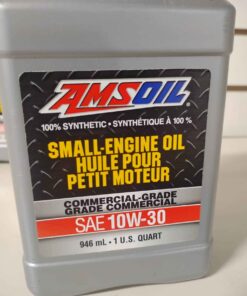 AMSOIL
100% SYNTHETIC • SYNTHÉTIQUE À 100 %
SMALL-ENGINE OIL
HUILE POUR
PETIT MOTEUR
COMMERCIAL-GRADE
GRADE COMMERCIAL
SAE 10W-30
946 mL • 1 U.S. QUART